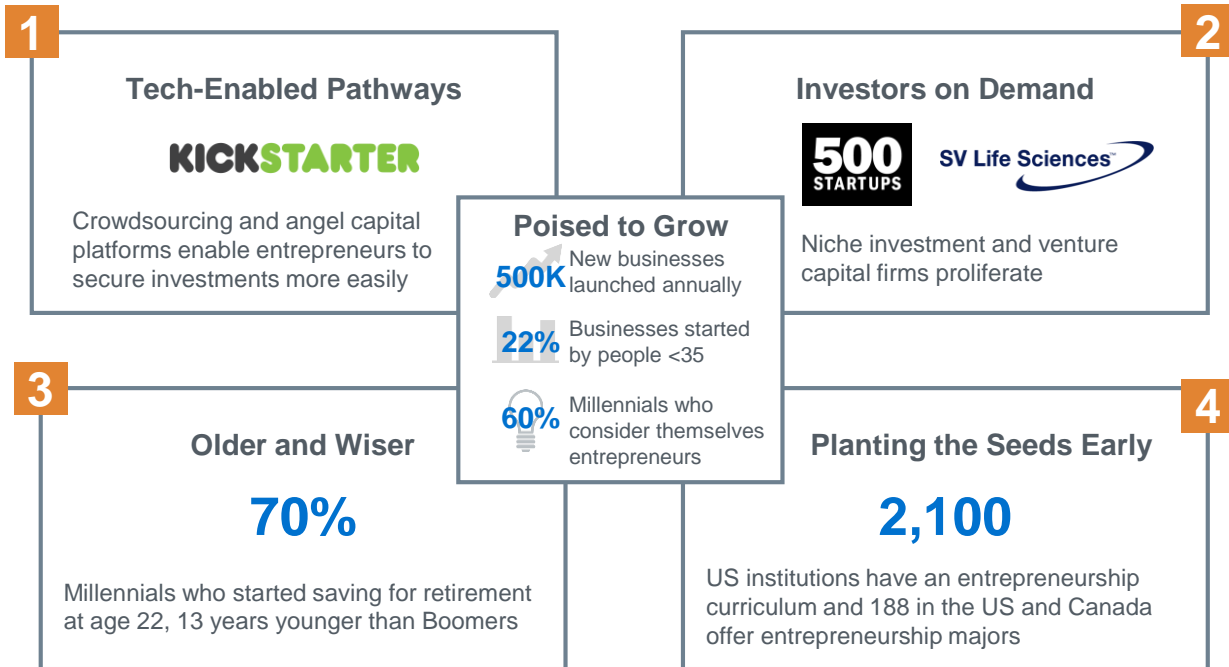 1
Tech-Enabled Pathways
KICKSTARTER
Crowdsourcing and angel capital
platforms enable entrepreneurs to
secure investments more easily
2
Investors on Demand
500
STARTUPS
SV Life Sciences™
Niche investment and venture
capital firms proliferate
Poised to Grow
500K New businesses
launched annually
22% Businesses started
by people <35
60% Millennials who
consider themselves
entrepreneurs
3
Older and Wiser
70%
Millennials who started saving for retirement
at age 22, 13 years younger than Boomers
4
Planting the Seeds Early
2,100
US institutions have an entrepreneurship
curriculum and 188 in the US and Canada
offer entrepreneurship majors